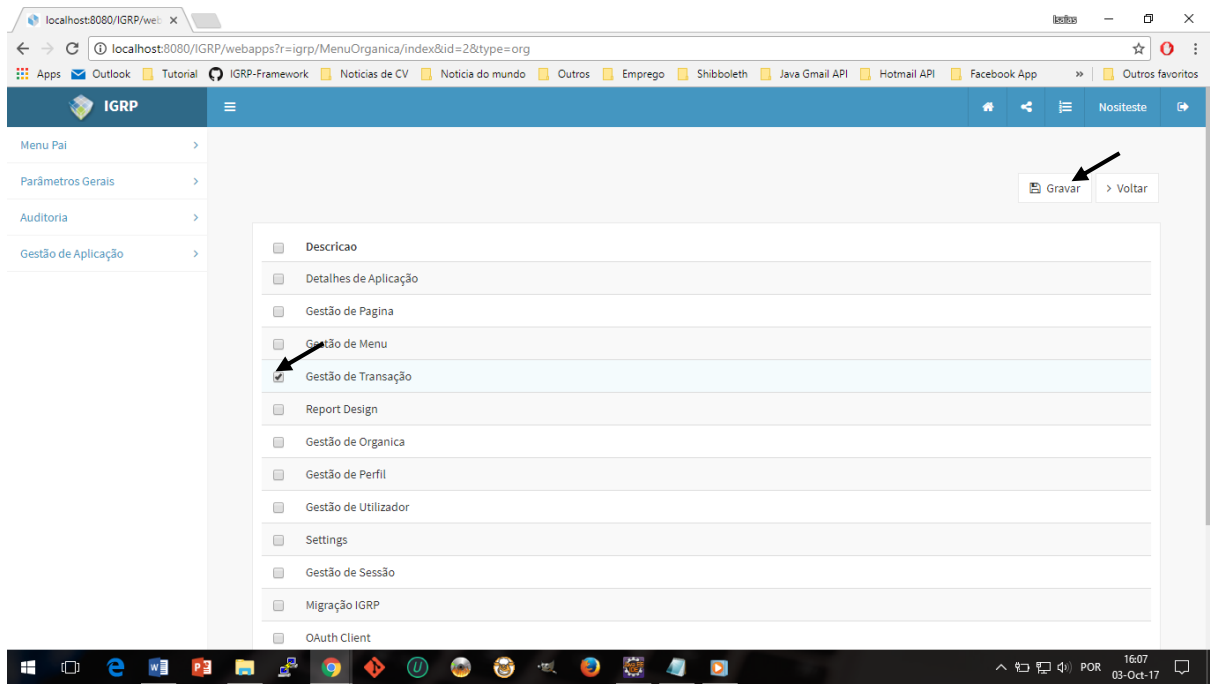 localhost:8080/IGRP/web
Isaias
localhost:8080/IGRP/webapps?r=igrp/MenuOrganica/index&id=2&type=org
Apps Outlook Tutorial IGRP-Framework Noticias de CV Noticia do mundo Outros Emprego Shibboleth Java Gmail API Hotmail API Facebook App » Outros favoritos
IGRP
Nositeste
Menu Pai
Parâmetros Gerais
Auditoria
Gestão de Aplicação
Gravar
Voltar
Descricao
Detalhes de Aplicação
Gestão de Pagina
Gestão de Menu
Gestão de Transação
Report Design
Gestão de Organica
Gestão de Perfil
Gestão de Utilizador
Settings
Gestão de Sessão
Migração IGRP
OAuth Client
POR
16:07
03-Oct-17